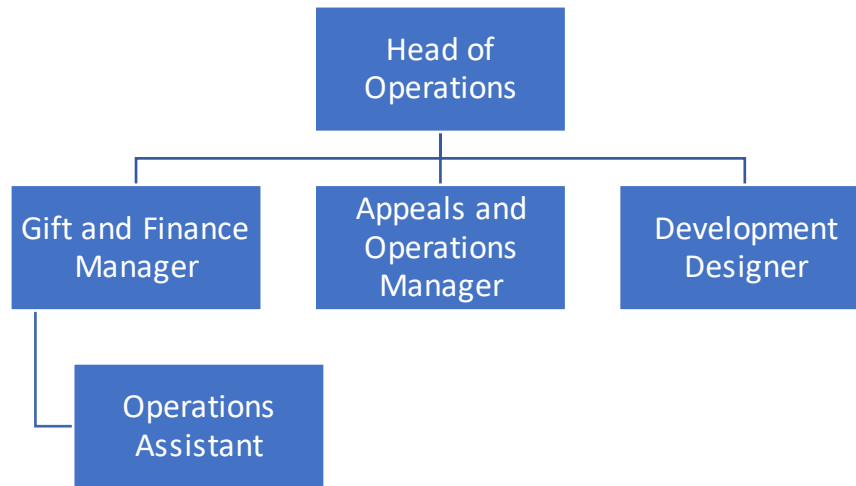 Head of
Operations
Gift and Finance
Manager
Appeals and
Operations
Manager
Development
Designer
Operations
Assistant